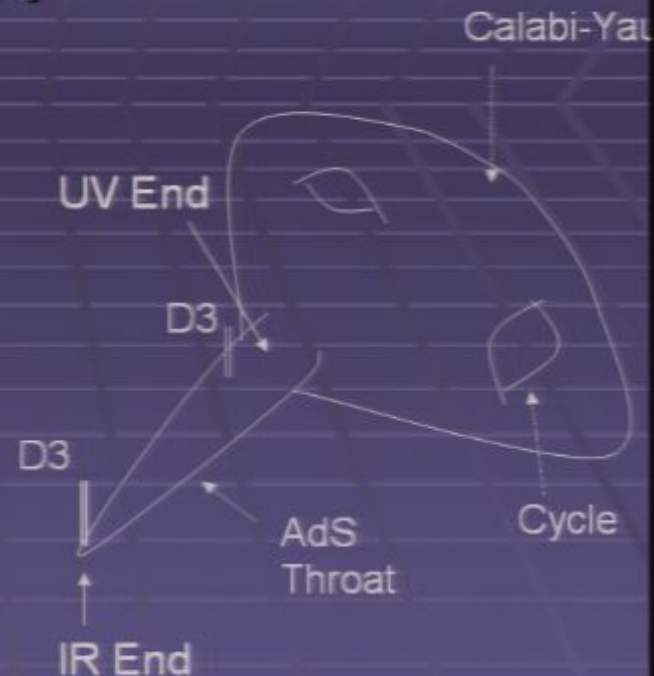 Calabi-Yau
UV End
D3
D3
AdS
Throat
Cycle
IR End